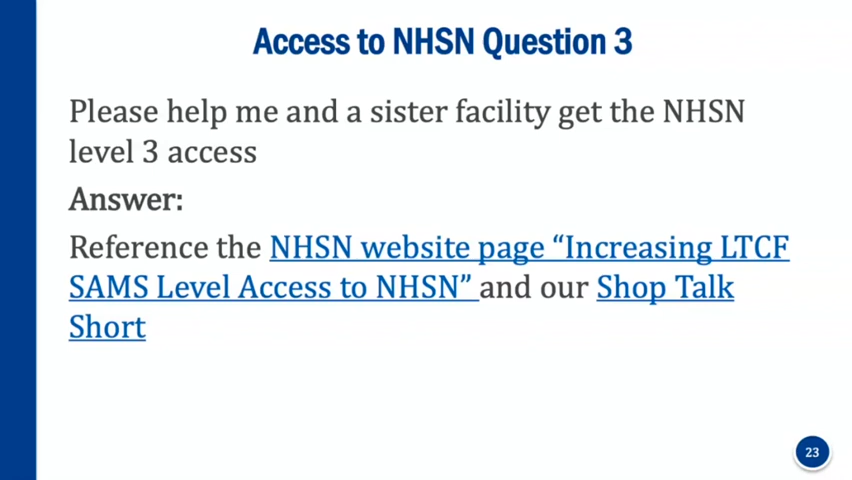 Access to NHSN Question 3
Please help me and a sister facility get the NHSN
level 3 access
Answer:
Reference the NHSN website page “Increasing LTCF
SAMS Level Access to NHSN” and our Shop Talk
Short
23